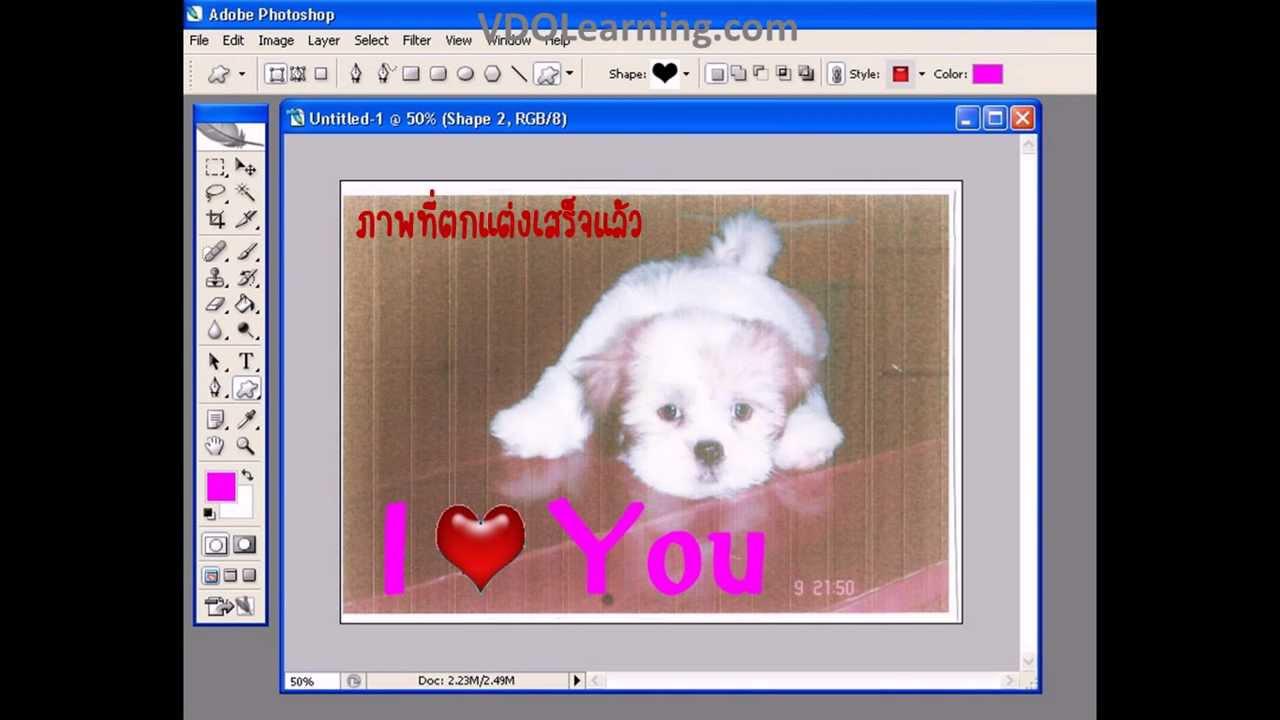 Adobe Photoshop
VDOLearning.com
File Edit Image Layer Select Filter View Window Help
Shape: Style: Color:
Untitled-1 @ 50% (Shape 2, RGB/8)
T
ภาพที่ตกแต่งเสร็จแล้ว
I You
9 21:50
50% Doc: 2.23M/2.49M